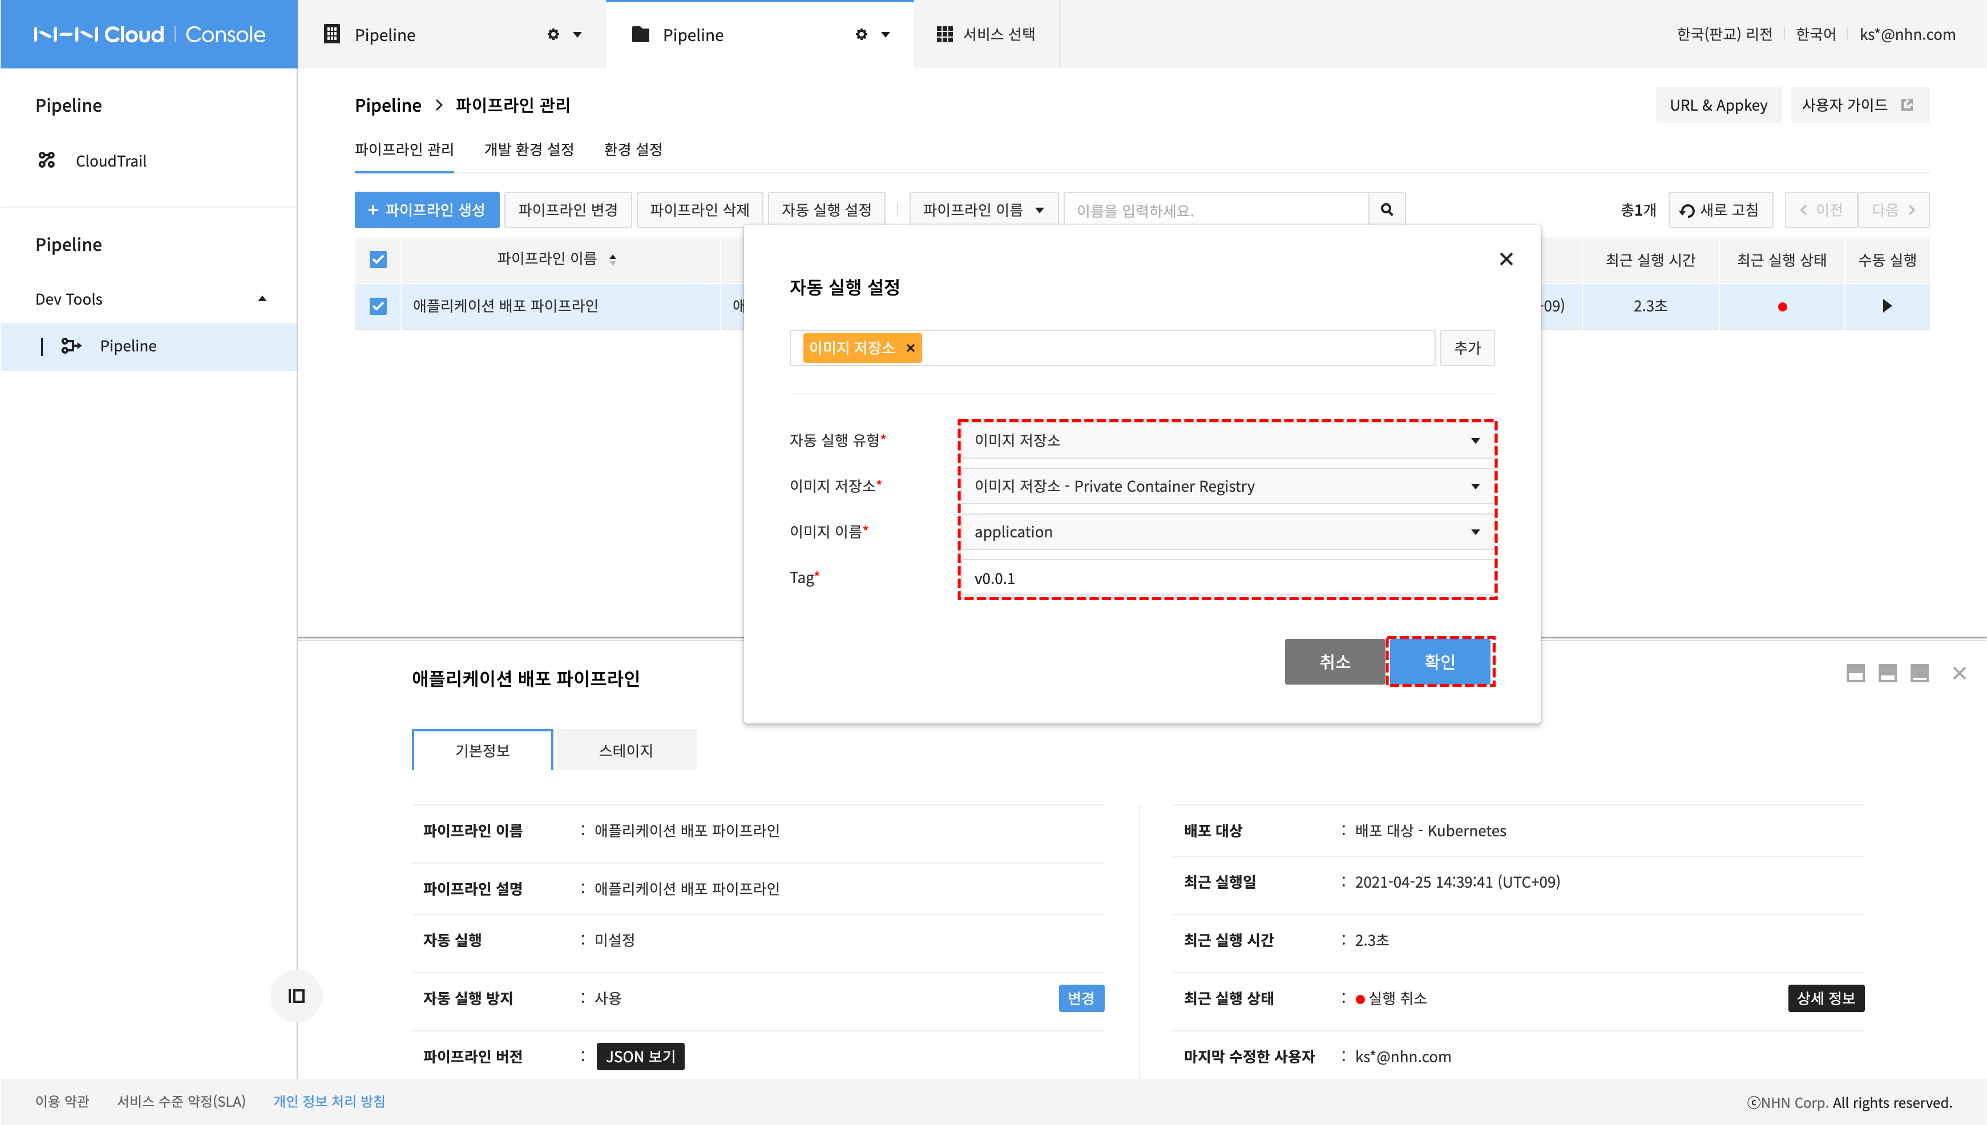 NHN Cloud | Console
Pipeline
Pipeline
서비스 선택
한국(판교) 리전
한국어
ks*@nhn.com
Pipeline
CloudTrail
Pipeline
Dev Tools
Pipeline
Pipeline > 파이프라인 관리
URL & Appkey
사용자 가이드
파이프라인 관리
개발 환경 설정
환경 설정
+ 파이프라인 생성
파이프라인 변경
파이프라인 삭제
자동 실행 설정
파이프라인 이름
이름을 입력하세요.
총1개
새로 고침
< 이전
다음 >
파이프라인 이름
최근 실행 시간
최근 실행 상태
수동 실행
애플리케이션 배포 파이프라인
애
-09)
2.3초
자동 실행 설정
이미지 저장소 ×
추가
자동 실행 유형*
이미지 저장소
이미지 저장소*
이미지 저장소 - Private Container Registry
이미지 이름*
application
Tag*
v0.0.1
취소
확인
애플리케이션 배포 파이프라인
기본정보
스테이지
파이프라인 이름 : 애플리케이션 배포 파이프라인
파이프라인 설명 : 애플리케이션 배포 파이프라인
자동 실행 : 미설정
자동 실행 방지 : 사용
변경
파이프라인 버전 : JSON 보기
배포 대상 : 배포 대상 - Kubernetes
최근 실행일 : 2021-04-25 14:39:41 (UTC+09)
최근 실행 시간 : 2.3초
최근 실행 상태 : 실행 취소
상세 정보
마지막 수정한 사용자 : ks*@nhn.com
이용 약관
서비스 수준 약정(SLA)
개인 정보 처리 방침
ⓒNHN Corp. All rights reserved.